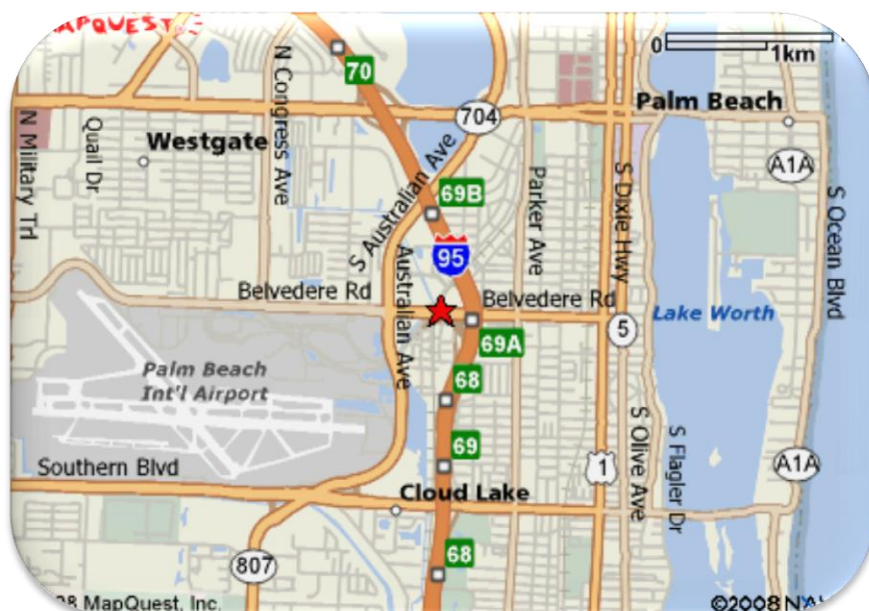 MAPQUEST
0
1km
70
N Congress Ave
704
Palm Beach
N Military Trl
Quail Dr
Westgate
A1A
S Australian Ave
69B
Parker Ave
S Dixie Hwy
S Ocean Blvd
95
Australian Ave
Belvedere Rd
Belvedere Rd
Lake Worth
5
69A
Palm Beach
Int'l Airport
68
S Olive Ave
S Flagler Dr
69
1
A1A
Southern Blvd
Cloud Lake
68
807
08 MapQuest, Inc.
©2008